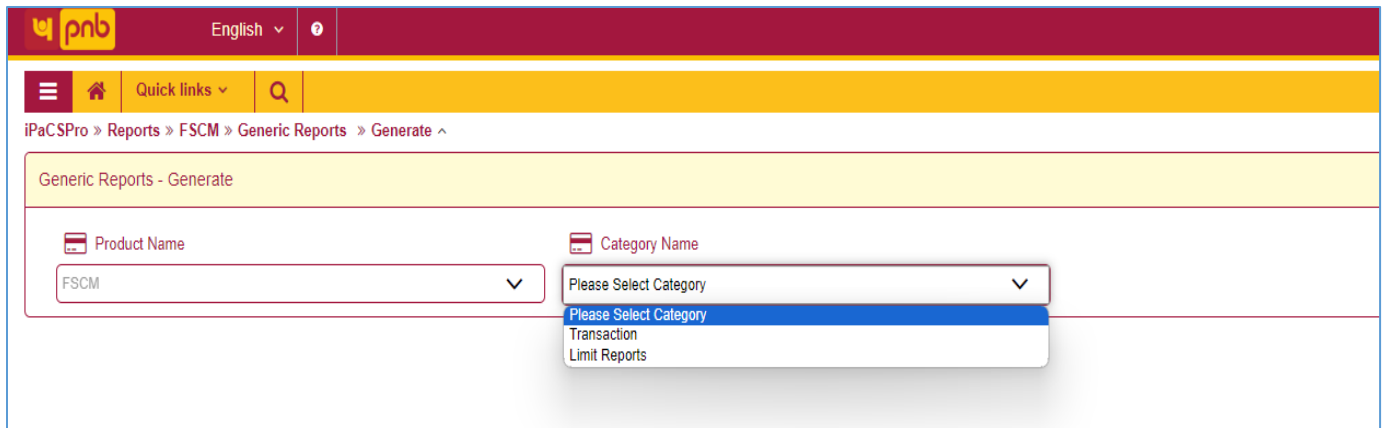 ਪ pnb English
Quick links
iPaCSPro » Reports » FSCM » Generic Reports » Generate
Generic Reports - Generate
Product Name Category Name
FSCM Please Select Category
Please Select Category
Transaction
Limit Reports